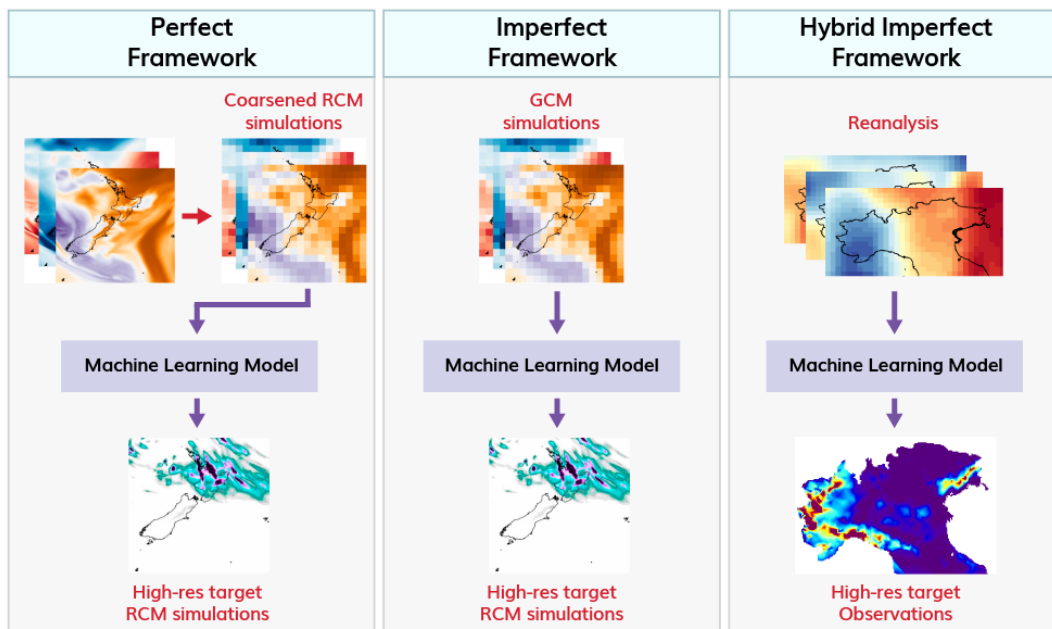 Perfect
Framework
Coarsened RCM
simulations
Machine Learning Model
High-res target
RCM simulations
Imperfect
Framework
GCM
simulations
Machine Learning Model
High-res target
RCM simulations
Hybrid Imperfect
Framework
Reanalysis
Machine Learning Model
High-res target
Observations